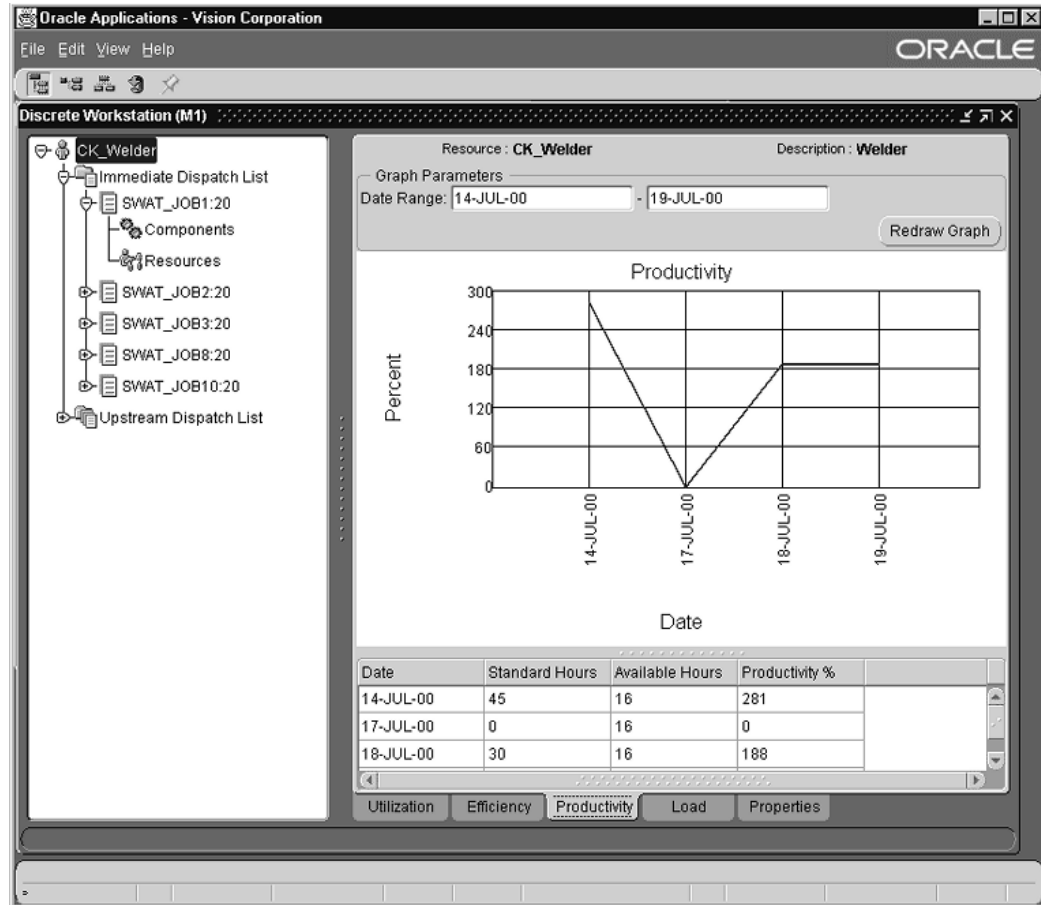 Oracle Applications - Vision Corporation
File Edit View Help
ORACLE
Discrete Workstation (M1)
CK_Welder
Immediate Dispatch List
SWAT_JOB1:20
Components
Resources
SWAT_JOB2:20
SWAT_JOB3:20
SWAT_JOB8:20
SWAT_JOB10:20
Upstream Dispatch List
Resource : CK_Welder Description : Welder
Graph Parameters
Date Range: 14-JUL-00 - 19-JUL-00
Redraw Graph
Productivity
300
240
180
120
60
0
Percent
14-JUL-00
17-JUL-00
18-JUL-00
19-JUL-00
Date
Date Standard Hours Available Hours Productivity %
14-JUL-00 45 16 281
17-JUL-00 0 16 0
18-JUL-00 30 16 188
Utilization Efficiency Productivity Load Properties